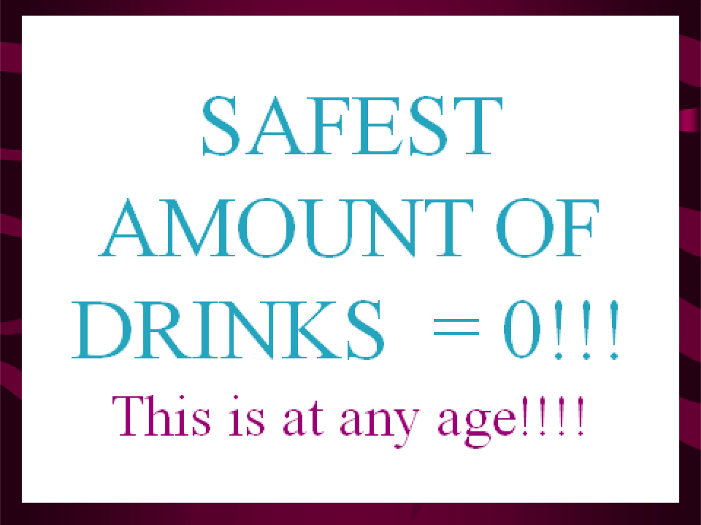 SAFEST
AMOUNT OF
DRINKS = 0!!!
This is at any age!!!!